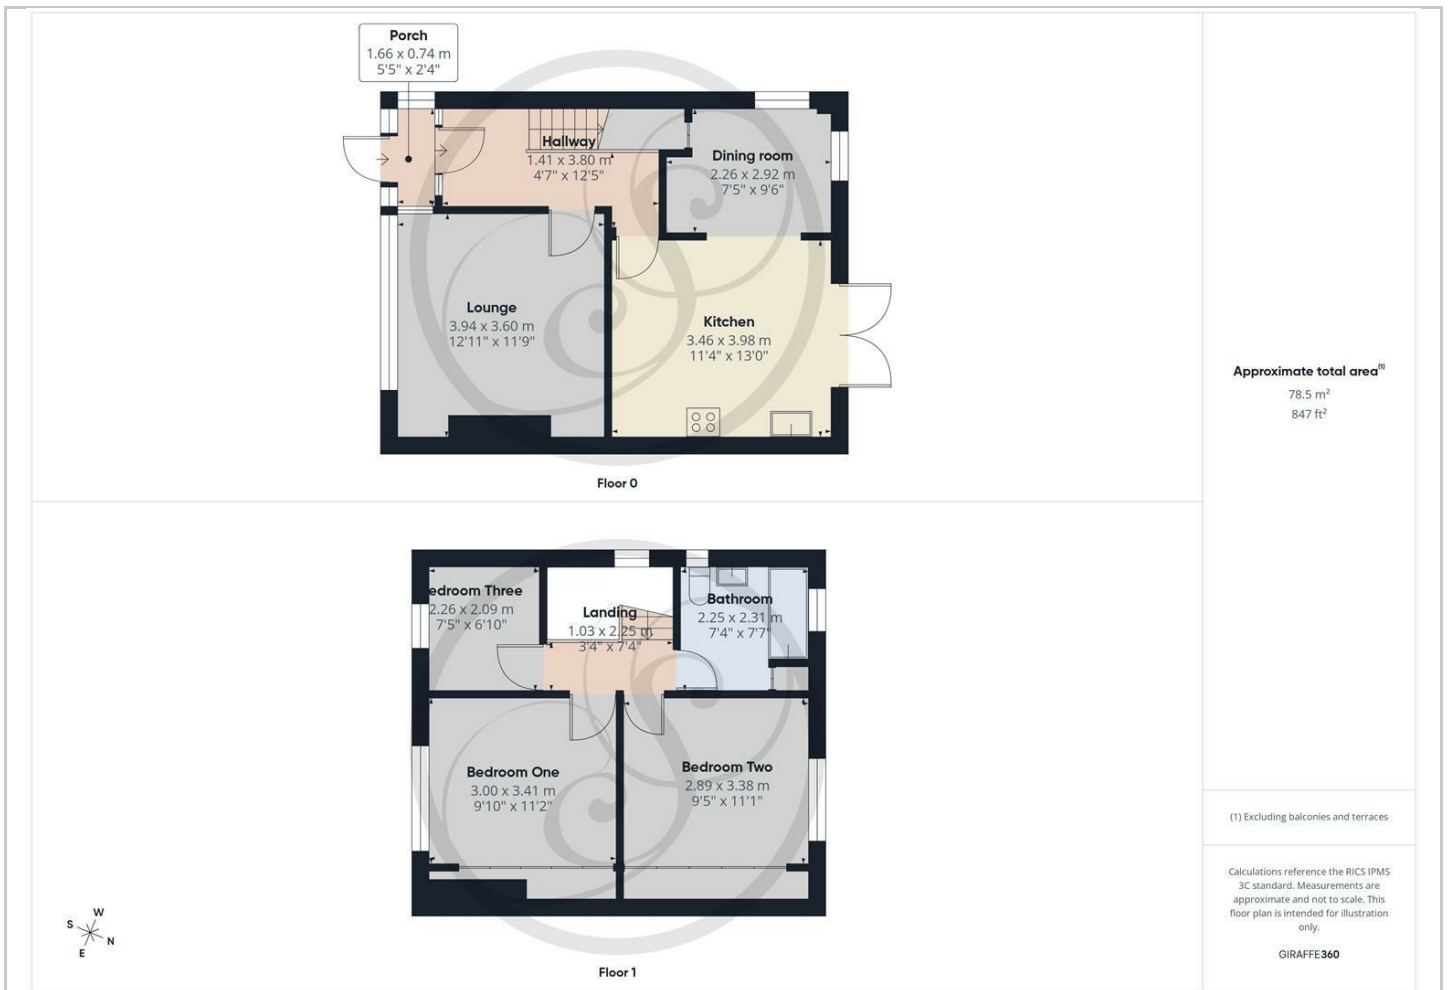 Porch
1.66 x 0.74 m
5'5" x 2'4"
Hallway
1.41 x 3.80 m
4'7" x 12'5"
Dining room
2.26 x 2.92 m
7'5" x 9'6"
Lounge
3.94 x 3.60 m
12'11" x 11'9"
Kitchen
3.46 x 3.98 m
11'4" x 13'0"
Floor 0
Approximate total area(1)
78.5 m²
847 ft²
edroom Three
2.26 x 2.09 m
7'5" x 6'10"
Landing
1.03 x 2.25 m
3'4" x 7'4"
Bathroom
2.25 x 2.31 m
7'4" x 7'7"
Bedroom One
3.00 x 3.41 m
9'10" x 11'2"
Bedroom Two
2.89 x 3.38 m
9'5" x 11'1"
Floor 1
W
S
N
E
(1) Excluding balconies and terraces
Calculations reference the RICS IPMS
3C standard. Measurements are
approximate and not to scale. This
floor plan is intended for illustration
only.
GIRAFFE360